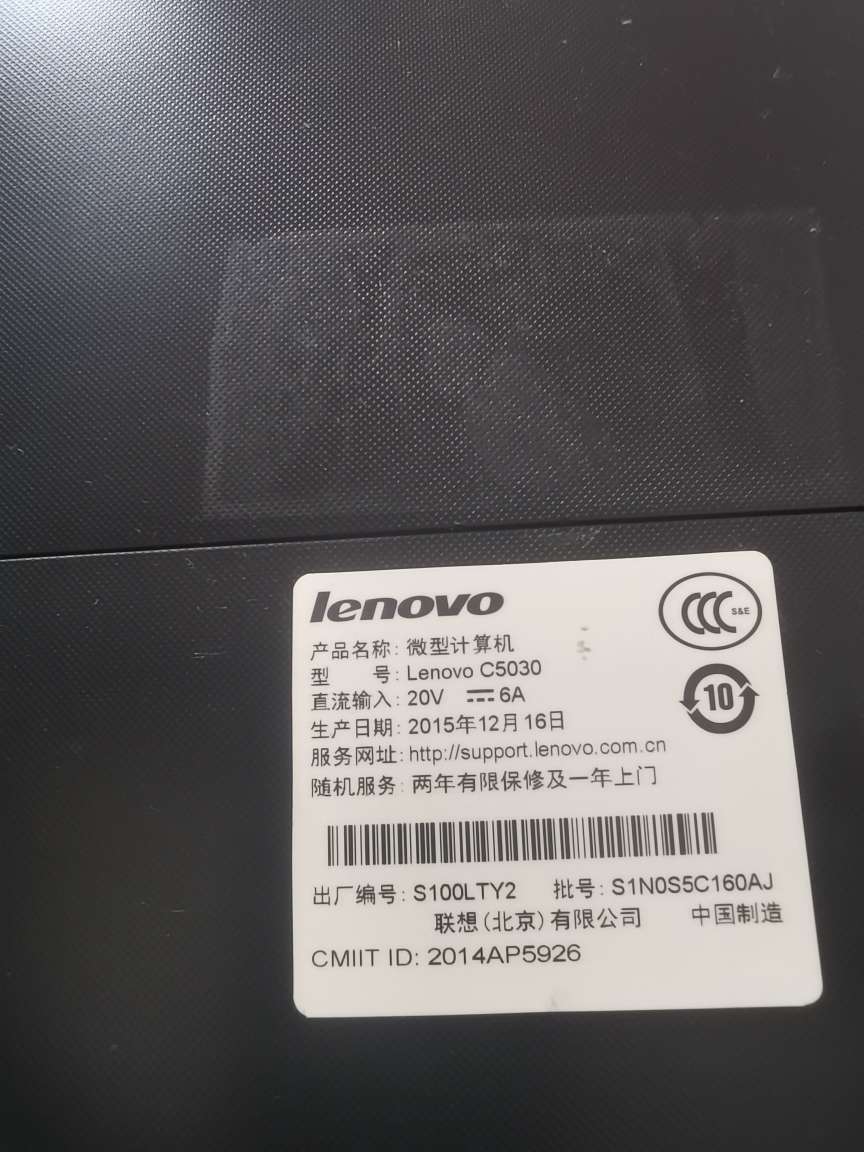 lenovo
CCC S&E
产品名称: 微型计算机
型 号: Lenovo C5030
直流输入: 20V 6A
10
生产日期: 2015年12月16日
服务网址: http://support.lenovo.com.cn
随机服务: 两年有限保修及一年上门
出厂编号: S100LTY2 批号: S1N0S5C160AJ
联想(北京)有限公司 中国制造
CMIIT ID: 2014AP5926